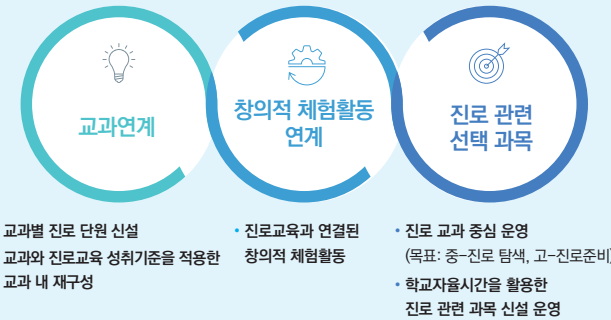 교과연계
창의적 체험활동
연계
진로 관련
선택 과목
교과별 진로 단원 신설
교과와 진로교육 성취기준을 적용한
교과 내 재구성
• 진로교육과 연결된
창의적 체험활동
• 진로 교과 중심 운영
(목표: 중-진로 탐색, 고-진로준비)
• 학교자율시간을 활용한
진로 관련 과목 신설 운영